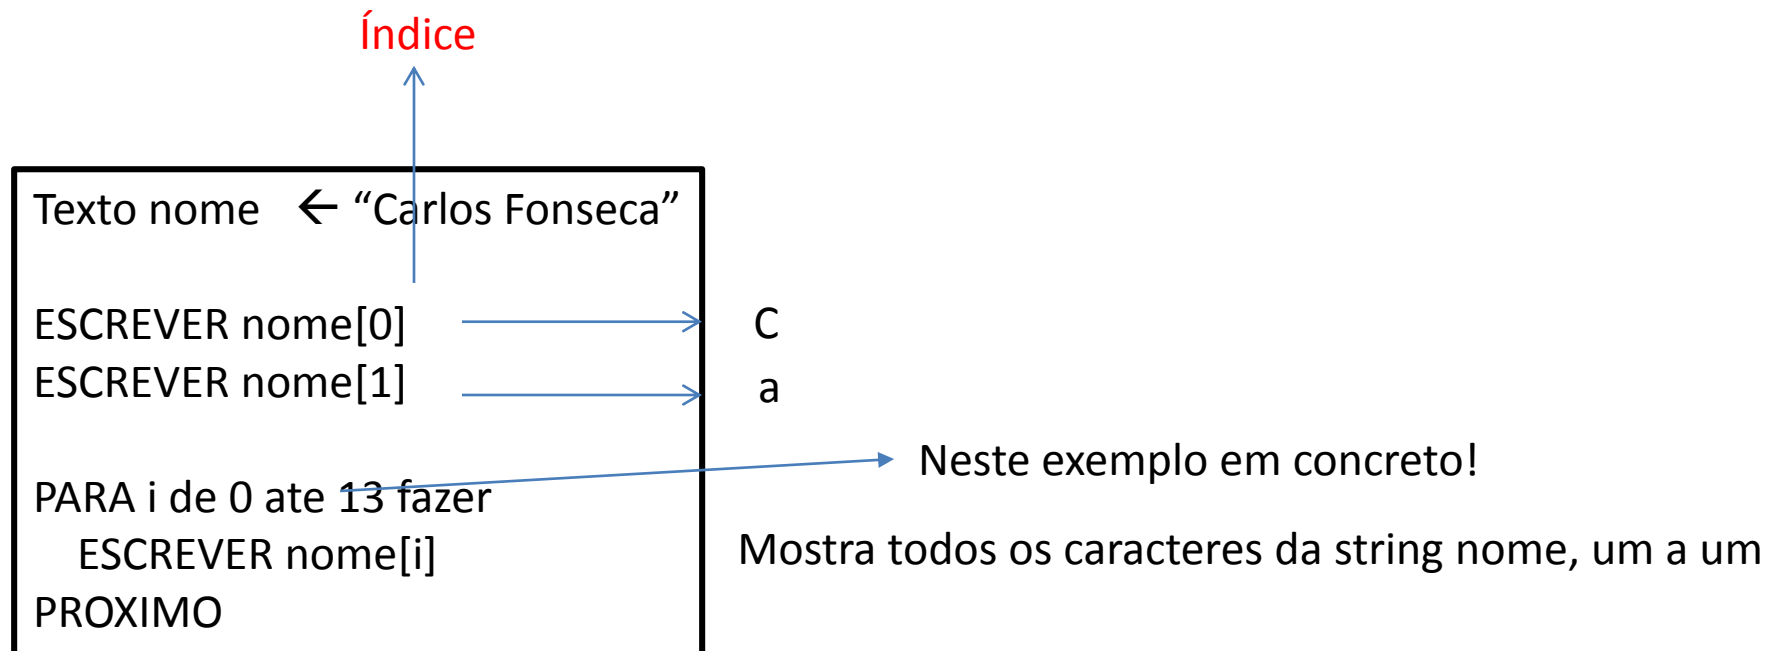 Índice
Texto nome ← “Carlos Fonseca”
ESCREVER nome[0] C
ESCREVER nome[1] a
Neste exemplo em concreto!
PARA i de 0 ate 13 fazer
ESCREVER nome[i] Mostra todos os caracteres da string nome, um a um
PROXIMO